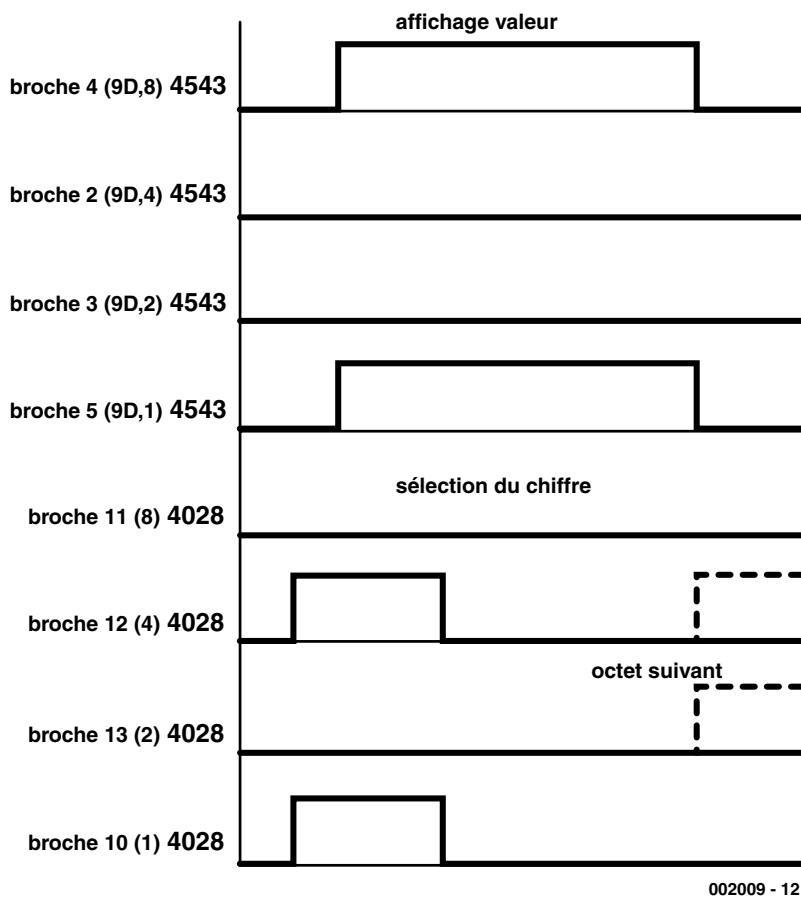 affichage valeur
broche 4 (9D,8) 4543
broche 2 (9D,4) 4543
broche 3 (9D,2) 4543
broche 5 (9D,1) 4543
sélection du chiffre
broche 11 (8) 4028
broche 12 (4) 4028
octet suivant
broche 13 (2) 4028
broche 10 (1) 4028
002009 - 12